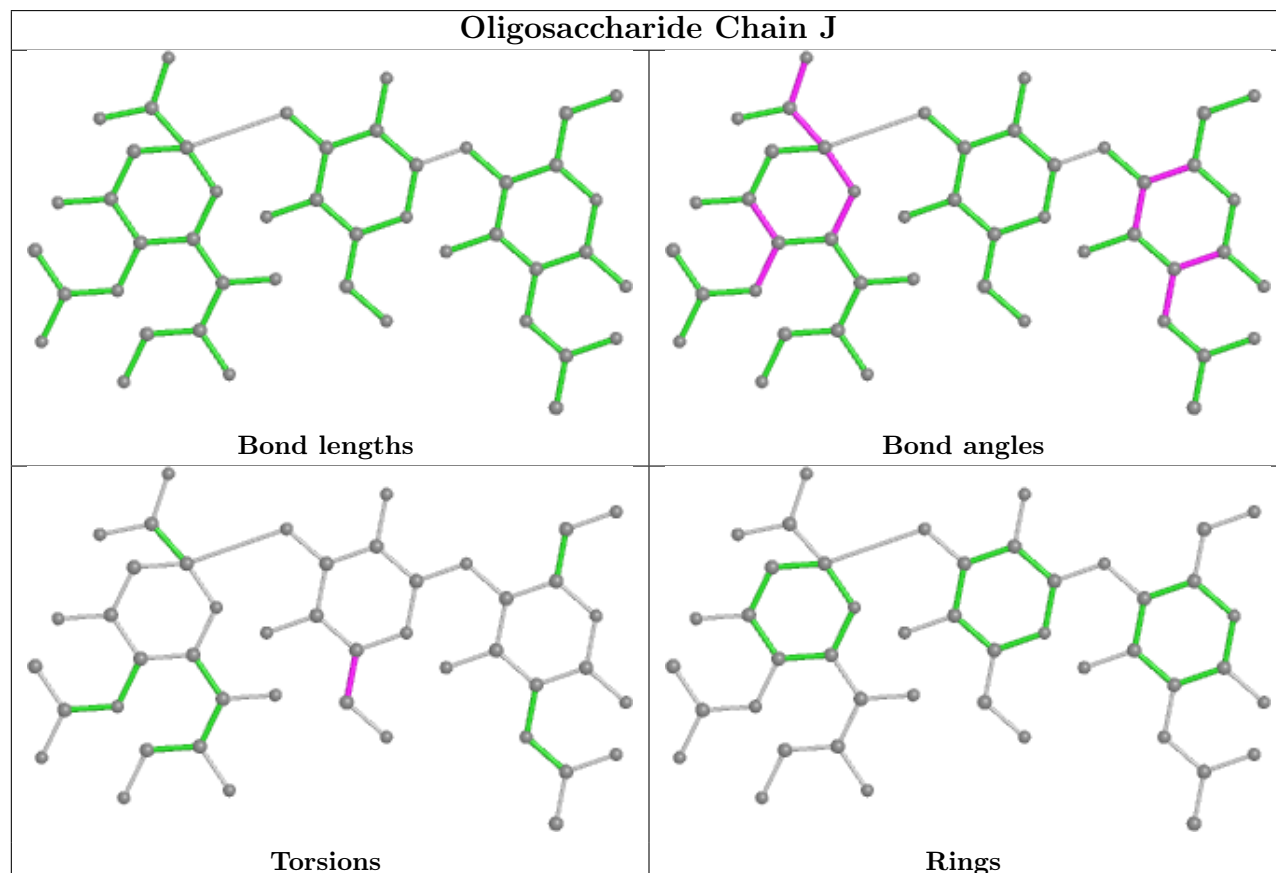 Oligosaccharide Chain J
Bond lengths
Bond angles
Torsions
Rings